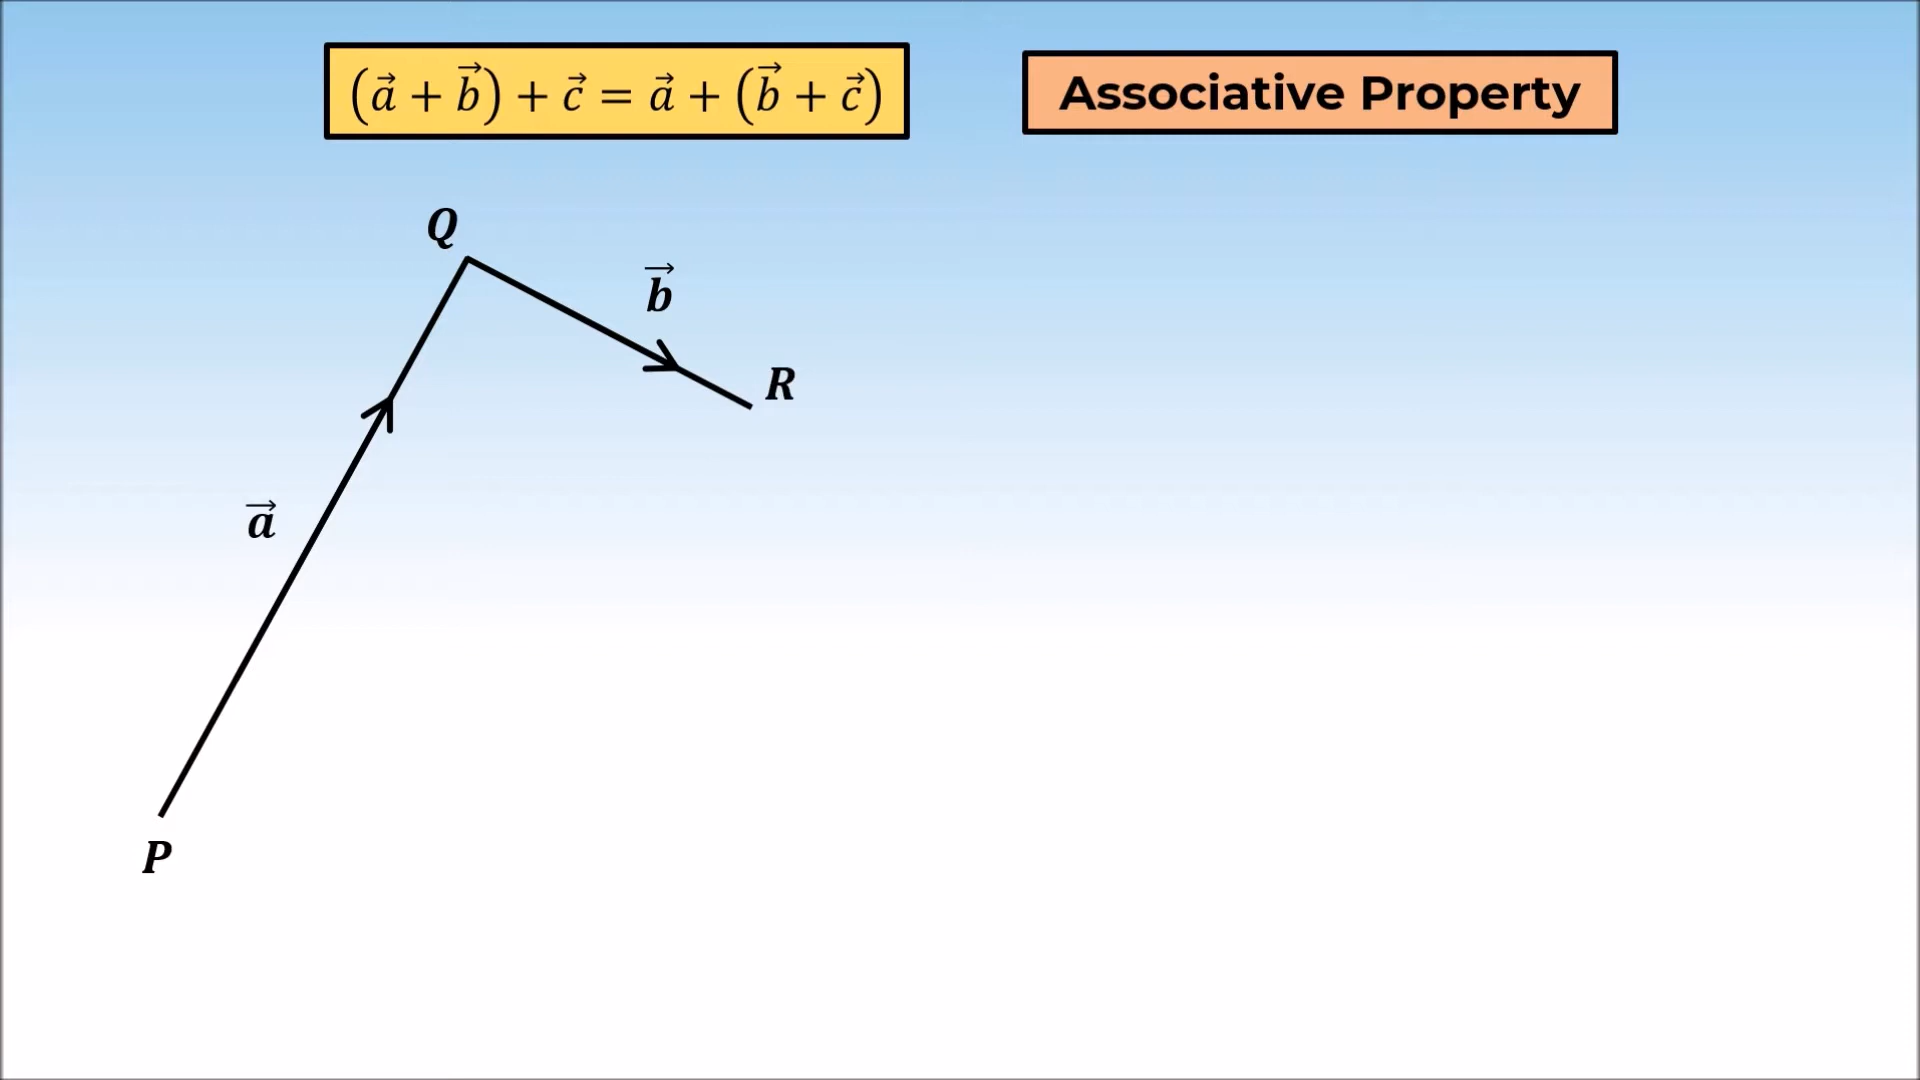 (a⃗ + b⃗) + c⃗ = a⃗ + (b⃗ + c⃗)
Associative Property
Q
b⃗
R
a⃗
P